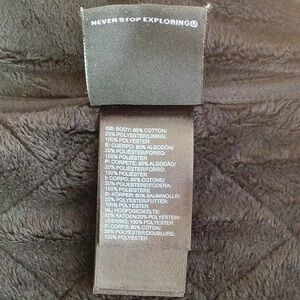 NEVER STOP EXPLORING
GB: BODY: 80% COTTON/
20% POLYESTER/LINING:
100% POLYESTER
E: CUERPO: 80% ALGODÓN/
20% POLIÉSTER/FORRO:
100% POLIÉSTER
P: CORPETE: 80% ALGODÃO/
20% POLIÉSTER/FORRO:
100% POLIÉSTER
I: CORPO: 80% COTONE/
20% POLIESTERE/FODERA:
100% POLIESTERE
D: KÖRPER: 80% BAUMWOLLE/
20% POLYESTER/FUTTER:
100% POLYESTER
NL: HOOFDGEDEELTE:
80% KATOEN/20% POLYESTER/
VOERING: 100% POLYESTER
F: CORPS: 80% COTON/
20% POLYESTER/DOUBLURE:
100% POLYESTER